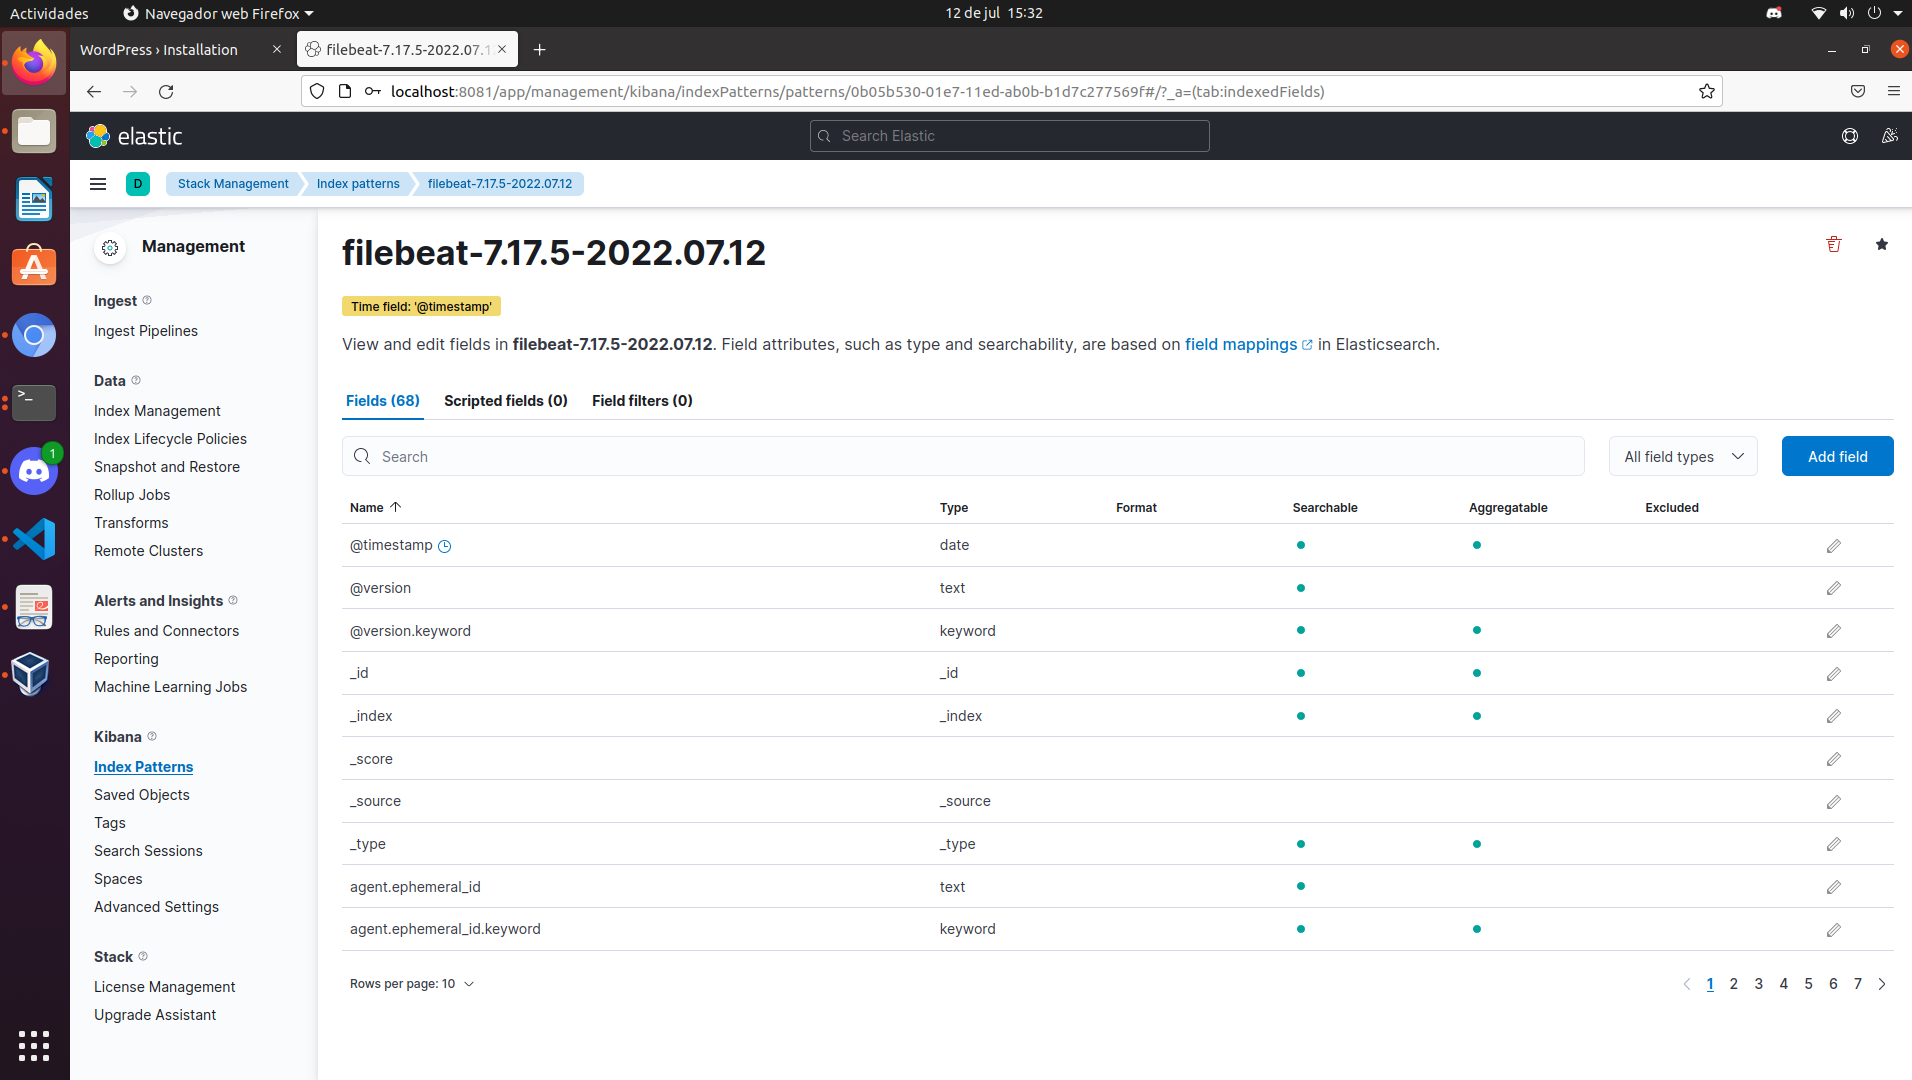 Actividades
Navegador web Firefox
12 de jul 15:32
WordPress › Installation
filebeat-7.17.5-2022.07.1
localhost:8081/app/management/kibana/indexPatterns/patterns/0b05b530-01e7-11ed-ab0b-b1d7c277569f#/?_a=(tab:indexedFields)
elastic
Search Elastic
D
Stack Management
Index patterns
filebeat-7.17.5-2022.07.12
Management
Ingest
Ingest Pipelines
Data
Index Management
Index Lifecycle Policies
Snapshot and Restore
Rollup Jobs
Transforms
Remote Clusters
Alerts and Insights
Rules and Connectors
Reporting
Machine Learning Jobs
Kibana
Index Patterns
Saved Objects
Tags
Search Sessions
Spaces
Advanced Settings
Stack
License Management
Upgrade Assistant
1
filebeat-7.17.5-2022.07.12
Time field: '@timestamp'
View and edit fields in filebeat-7.17.5-2022.07.12. Field attributes, such as type and searchability, are based on field mappings in Elasticsearch.
Fields (68) Scripted fields (0) Field filters (0)
Search
All field types
Add field
Name Type Format Searchable Aggregatable Excluded
@timestamp date
@version text
@version.keyword keyword
_id _id
_index _index
_score
_source _source
_type _type
agent.ephemeral_id text
agent.ephemeral_id.keyword keyword
Rows per page: 10
1 2 3 4 5 6 7